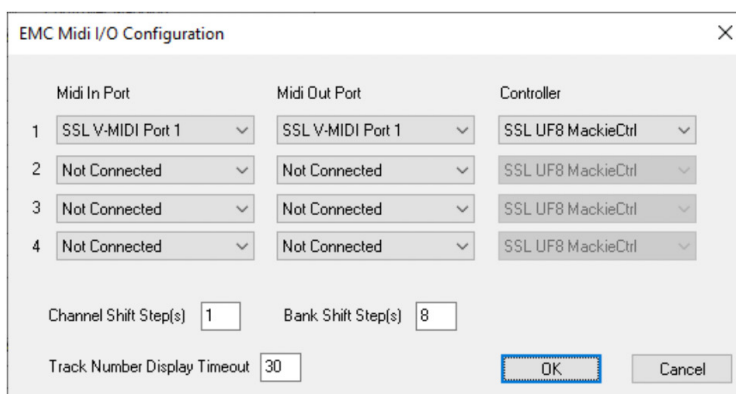 EMC Midi I/O Configuration
Midi In Port Midi Out Port Controller
1 SSL V-MIDI Port 1 SSL V-MIDI Port 1 SSL UF8 MackieCtrl
2 Not Connected Not Connected SSL UF8 MackieCtrl
3 Not Connected Not Connected SSL UF8 MackieCtrl
4 Not Connected Not Connected SSL UF8 MackieCtrl
Channel Shift Step(s) 1 Bank Shift Step(s) 8
Track Number Display Timeout 30 OK Cancel